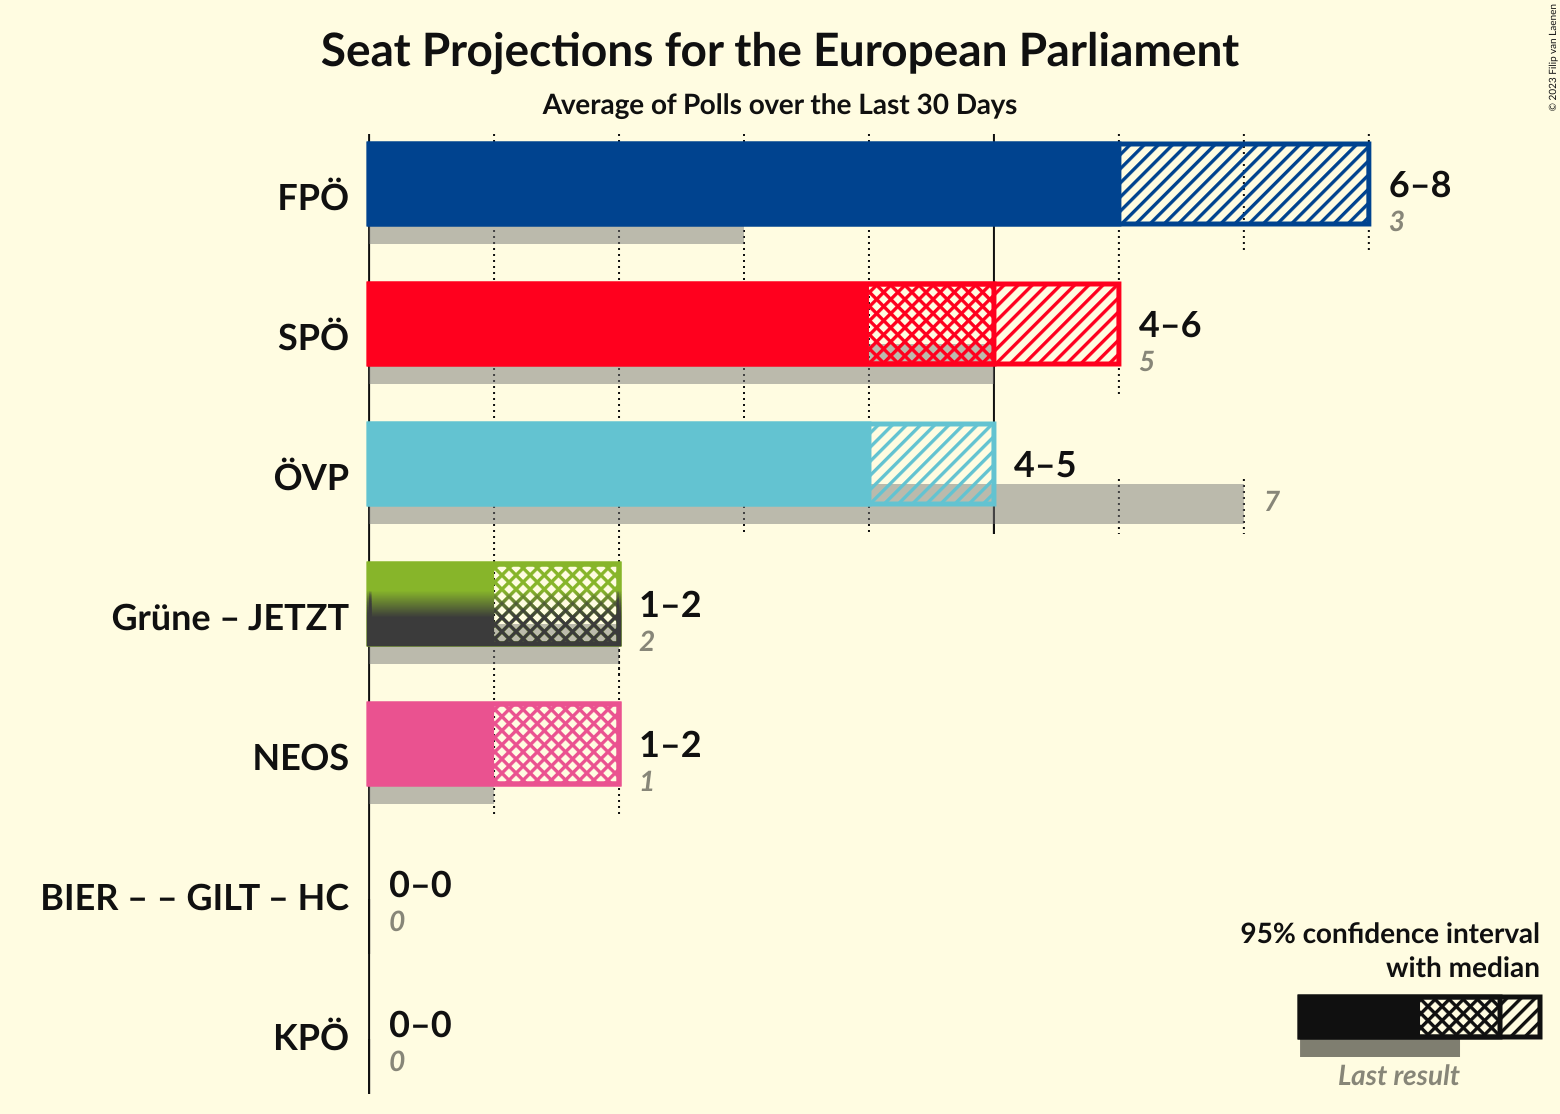 Seat Projections for the European Parliament
Average of Polls over the Last 30 Days
© 2023 Filip van Laenen
FPÖ
6–8
3
SPÖ
4–6
5
ÖVP
4–5
7
Grüne – JETZT
1–2
2
NEOS
1–2
1
BIER – – GILT – HC
0–0
0
KPÖ
0–0
0
95% confidence interval
with median
Last result